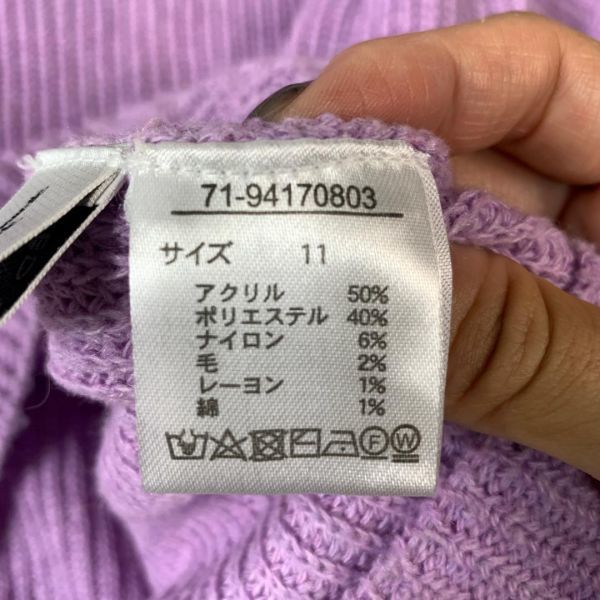 71-94170803
サイズ 11
アクリル 50%
ポリエステル 40%
ナイロン 6%
毛 2%
レーヨン 1%
綿 1%
F W